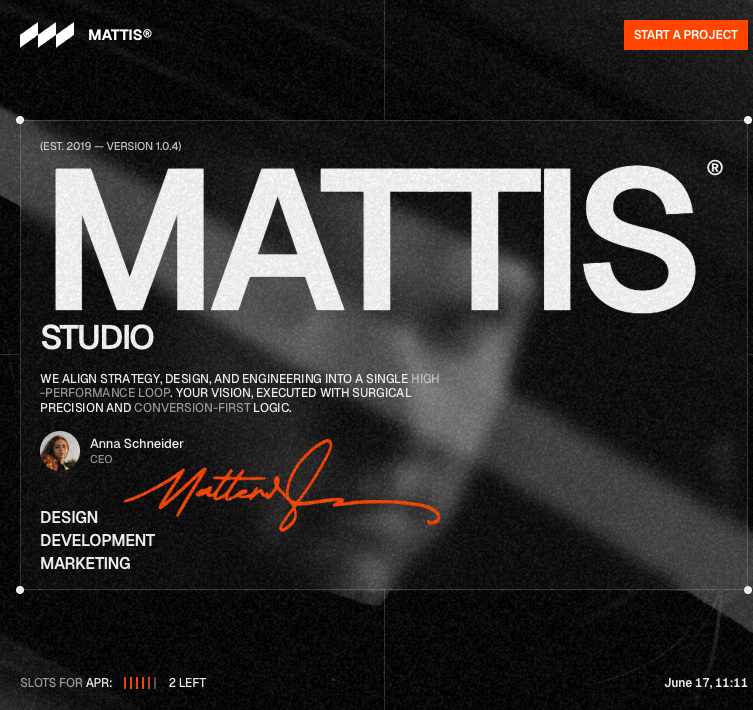 MATTIS®
START A PROJECT
(EST. 2019 — VERSION 1.0.4)
MATTIS®
STUDIO
WE ALIGN STRATEGY, DESIGN, AND ENGINEERING INTO A SINGLE HIGH
-PERFORMANCE LOOP. YOUR VISION, EXECUTED WITH SURGICAL
PRECISION AND CONVERSION-FIRST LOGIC.
Anna Schneider
CEO
DESIGN
DEVELOPMENT
MARKETING
SLOTS FOR APR: 2 LEFT
June 17, 11:11